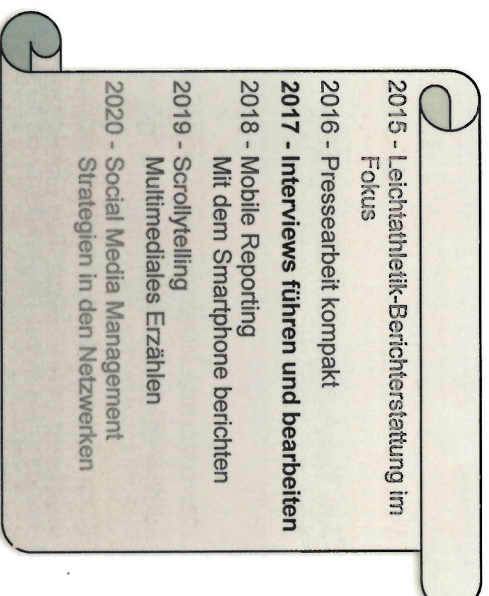 2015 - Leichtathletik-Berichterstattung im
Fokus
2016 - Pressearbeit kompakt
2017 - Interviews führen und bearbeiten
2018 - Mobile Reporting
Mit dem Smartphone berichten
2019 - Scrollytelling
Multimediales Erzählen
2020 - Social Media Management
Strategien in den Netzwerken